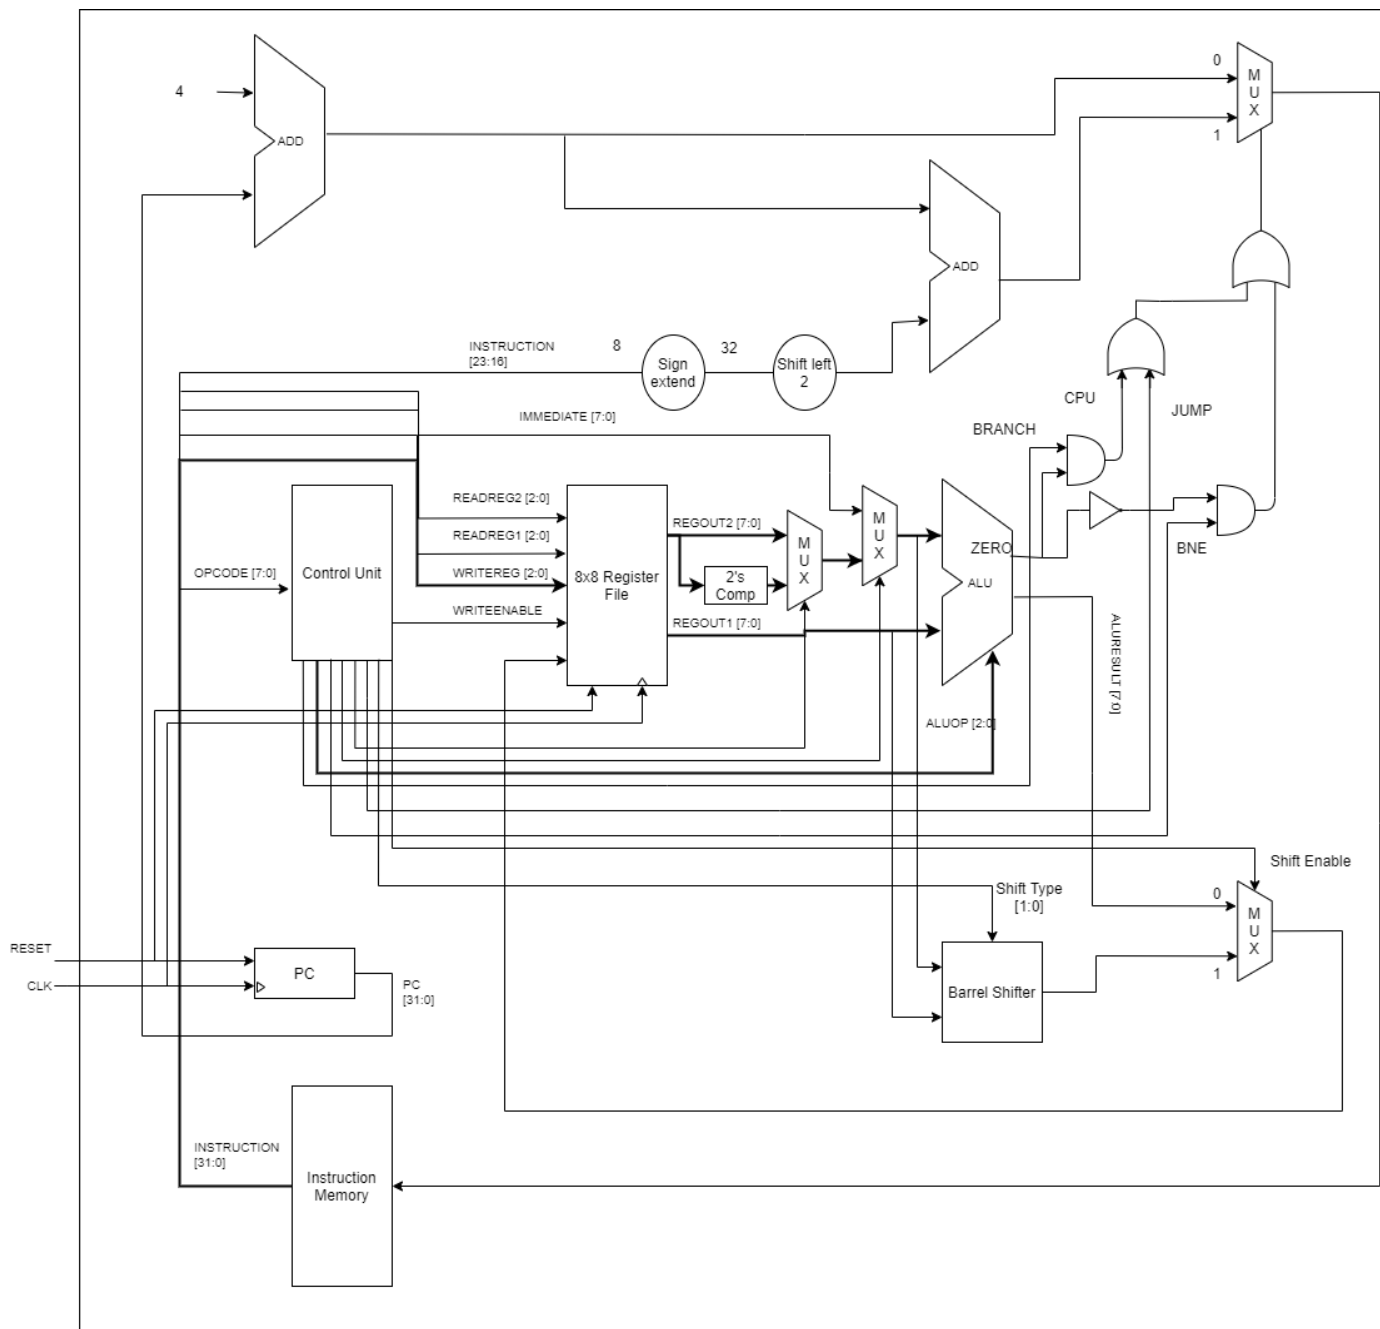 0
M
U
X
1
4
ADD
ADD
INSTRUCTION
[23:16]
8
Sign
extend
32
Shift left
2
CPU
JUMP
IMMEDIATE [7:0]
BRANCH
READREG2 [2:0]
READREG1 [2:0]
WRITEREG [2:0]
WRITEENABLE
OPCODE [7:0]
Control Unit
8x8 Register
File
REGOUT2 [7:0]
2's
Comp
REGOUT1 [7:0]
M
U
X
M
U
X
ZERO
ALU
BNE
ALURESULT [7:0]
ALUOP [2:0]
Shift Enable
Shift Type
[1:0]
0
M
U
X
1
Barrel Shifter
RESET
CLK
PC
PC
[31:0]
INSTRUCTION
[31:0]
Instruction
Memory